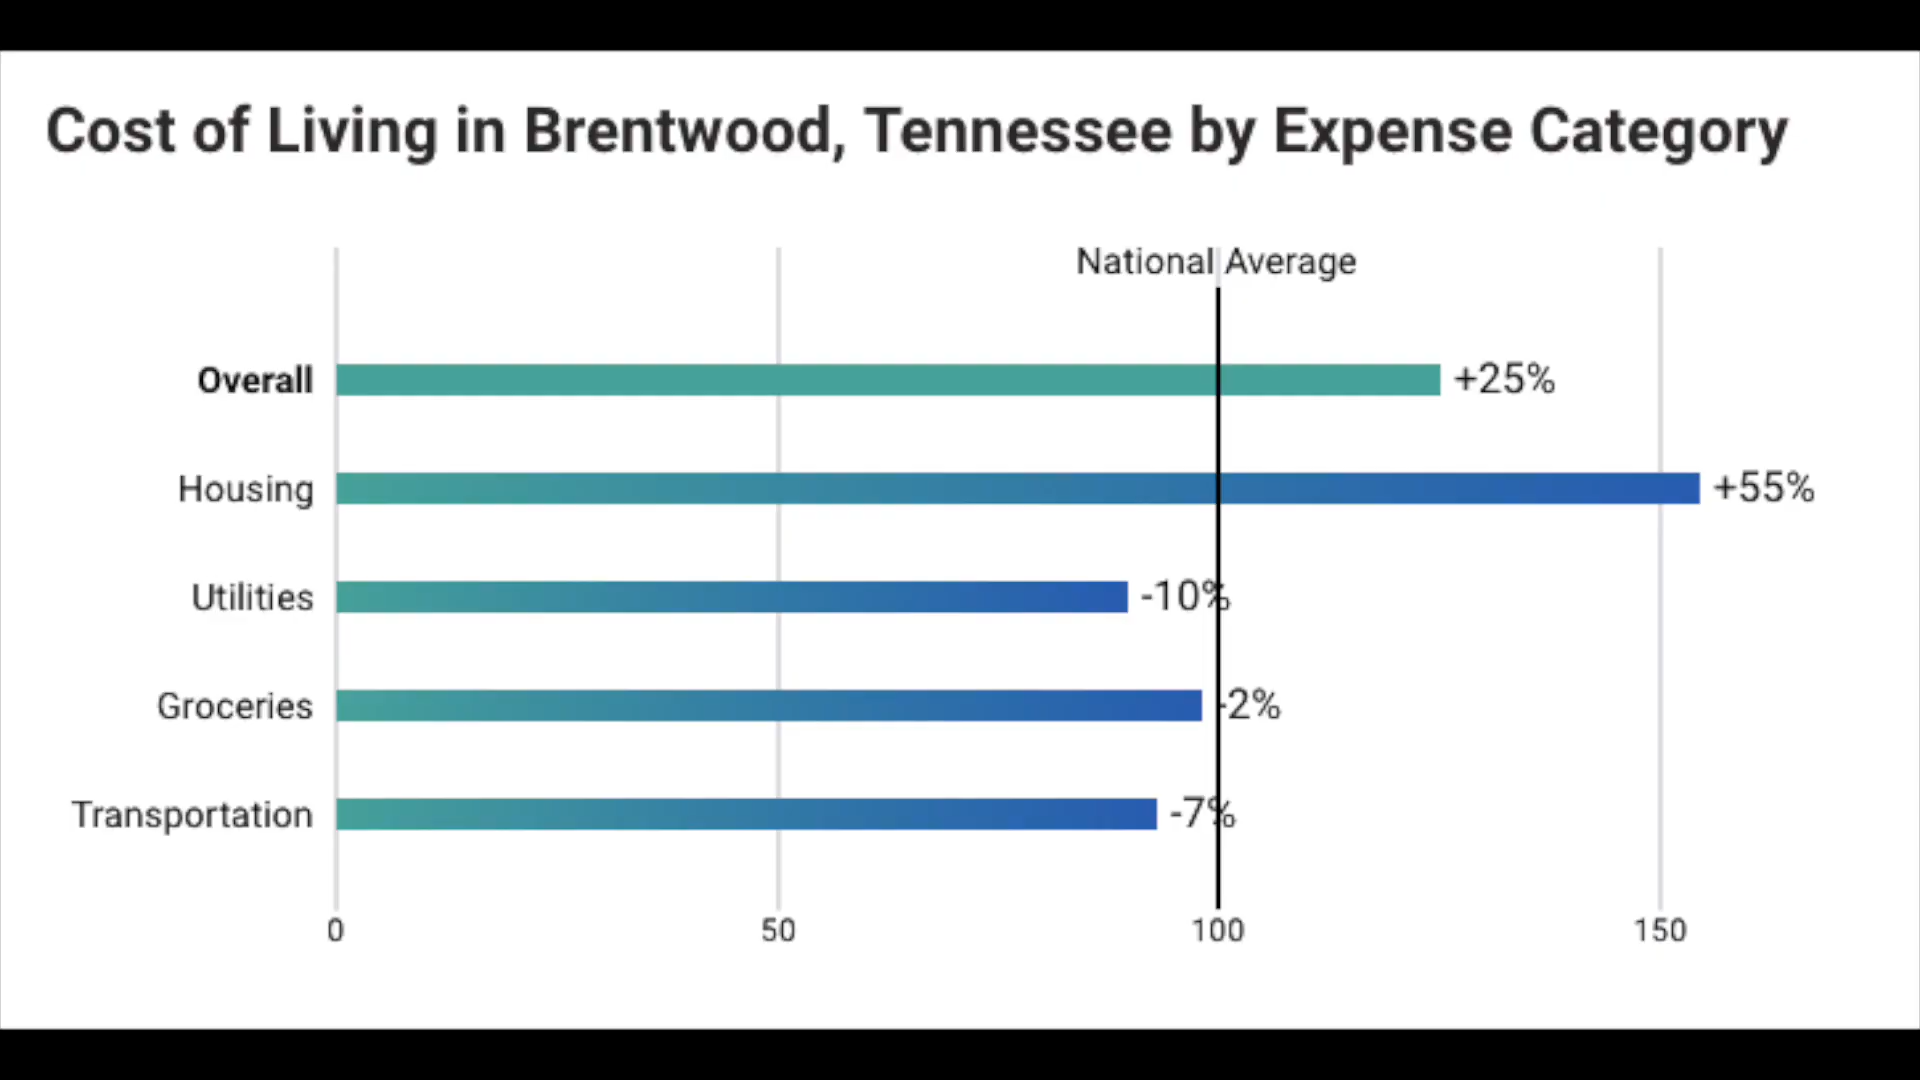 Cost of Living in Brentwood, Tennessee by Expense Category
National Average
Overall +25%
Housing +55%
Utilities -10%
Groceries -2%
Transportation -7%
0 50 100 150